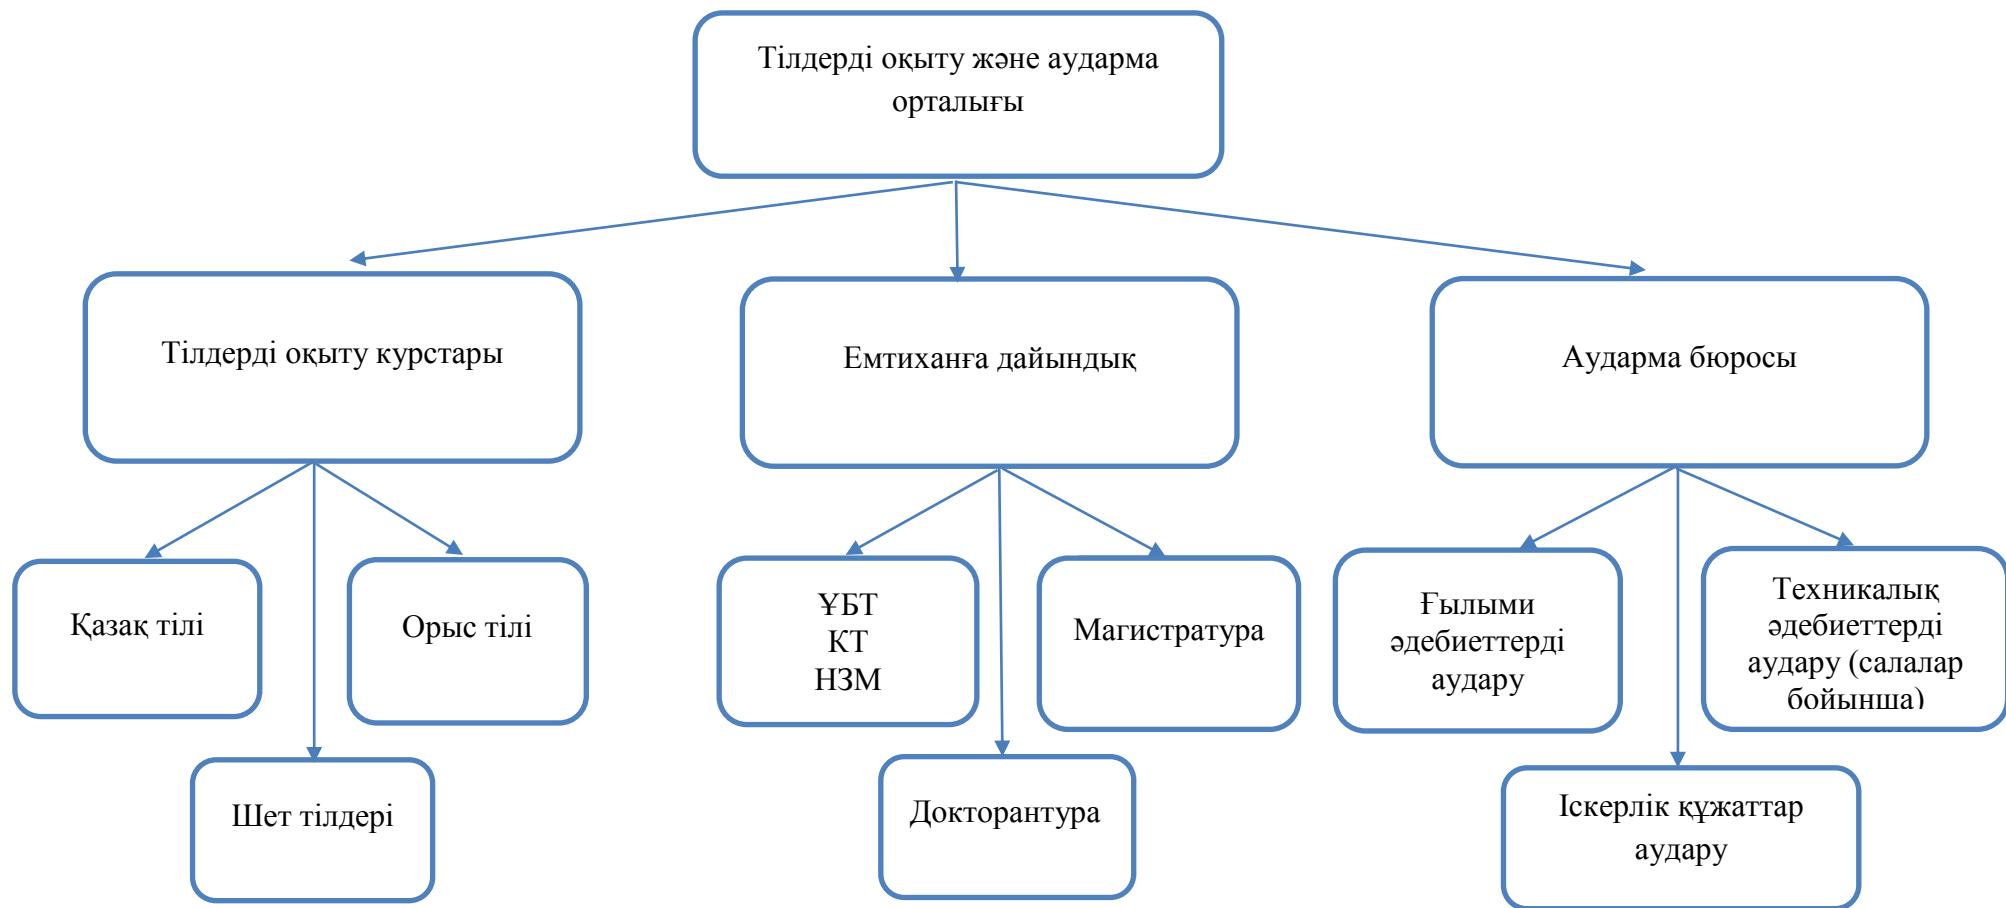 Тілдерді оқыту және аударма
орталығы
Тілдерді оқыту курстары
Емтиханға дайындық
Аударма бюросы
Қазақ тілі
Орыс тілі
Шет тілдері
ҰБТ
КТ
НЗМ
Магистратура
Докторантура
Ғылыми
әдебиеттерді
аудару
Техникалық
әдебиеттерді
аудару (салалар
бойынша)
Іскерлік құжаттар
аудару